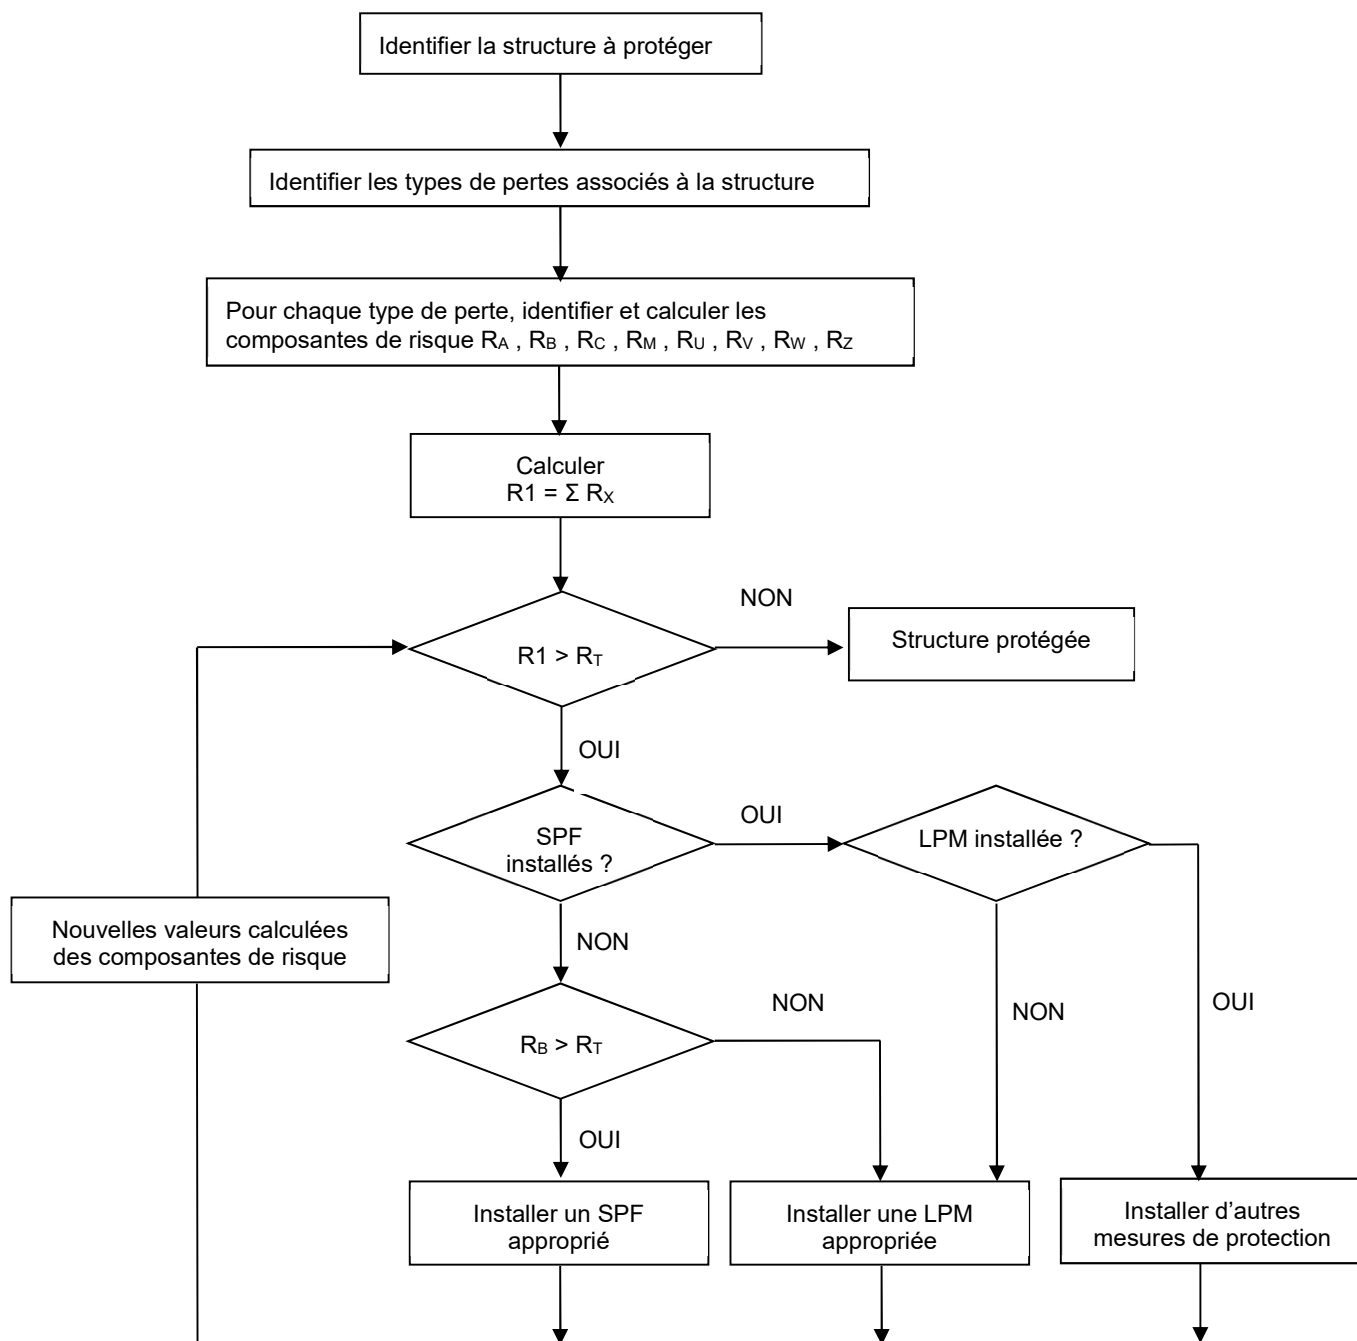 Identifier la structure à protéger
Identifier les types de pertes associés à la structure
Pour chaque type de perte, identifier et calculer les
composantes de risque RA , RB , RC , RM , RU , RV , RW , RZ
Calculer
R1 = Σ RX
NON
R1 > RT
Structure protégée
OUI
SPF
installés ?
OUI
LPM installée ?
Nouvelles valeurs calculées
des composantes de risque
NON
RB > RT
NON
NON
OUI
OUI
Installer un SPF
approprié
Installer une LPM
appropriée
Installer d’autres
mesures de protection